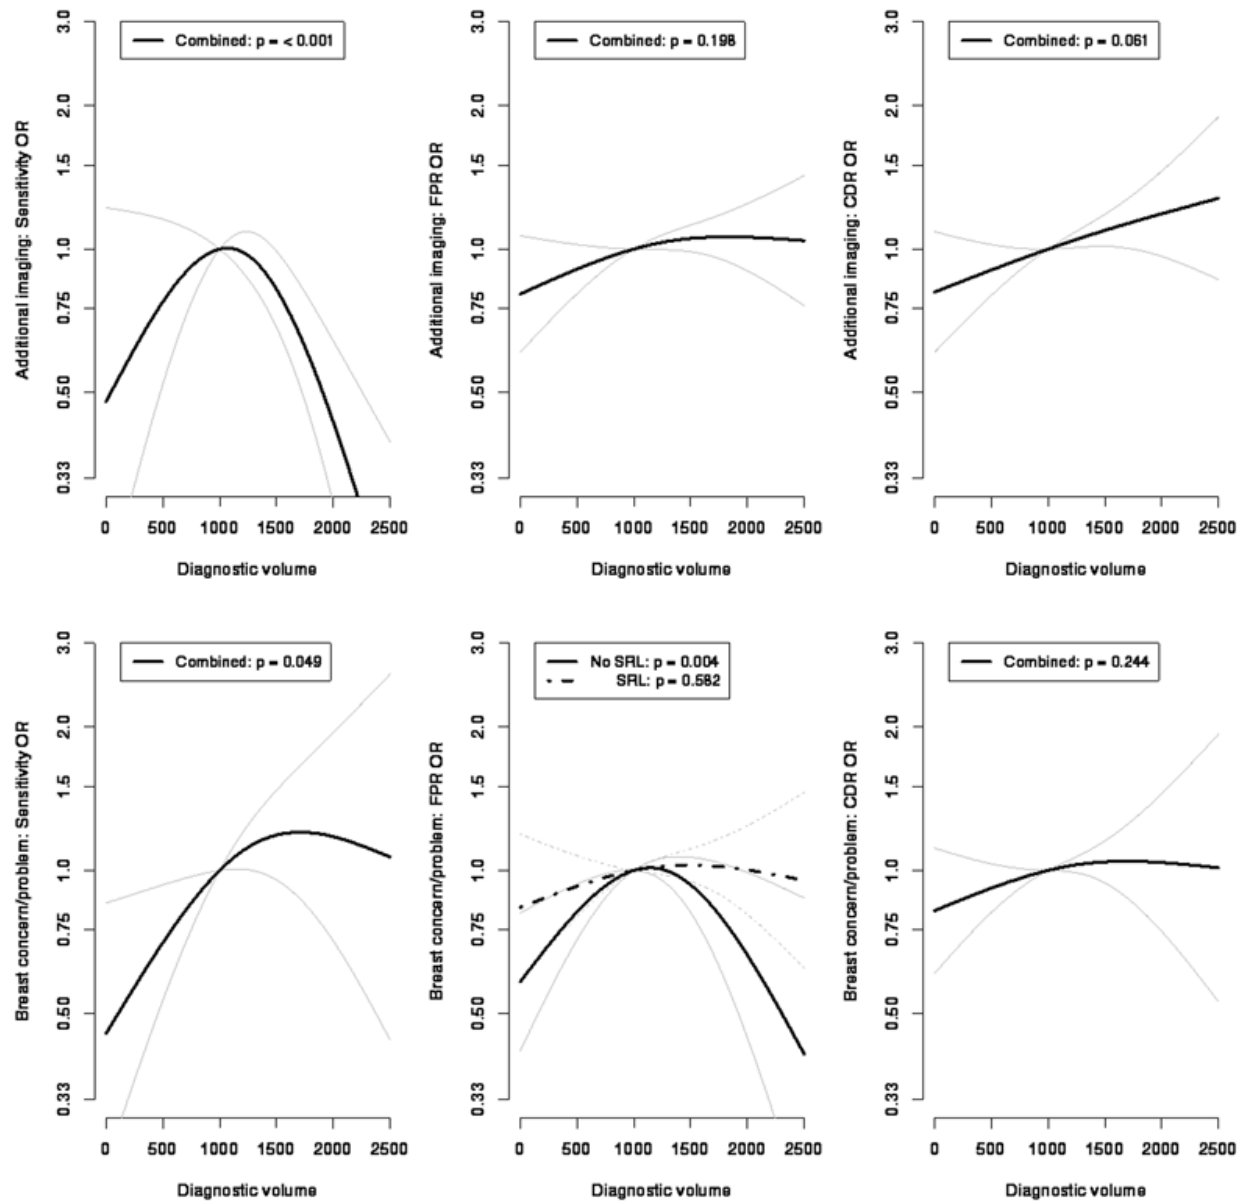 Combined: p = < 0.001
Additional imaging: Sensitivity OR
3.0
2.0
1.5
1.0
0.75
0.50
0.33
0 500 1000 1500 2000 2500
Diagnostic volume
Combined: p = 0.198
Additional imaging: FPR OR
3.0
2.0
1.5
1.0
0.75
0.50
0.33
0 500 1000 1500 2000 2500
Diagnostic volume
Combined: p = 0.061
Additional imaging: CDR OR
3.0
2.0
1.5
1.0
0.75
0.50
0.33
0 500 1000 1500 2000 2500
Diagnostic volume
Combined: p = 0.049
Breast concern/problem: Sensitivity OR
3.0
2.0
1.5
1.0
0.75
0.50
0.33
0 500 1000 1500 2000 2500
Diagnostic volume
No SRL: p = 0.004
SRL: p = 0.582
Breast concern/problem: FPR OR
3.0
2.0
1.5
1.0
0.75
0.50
0.33
0 500 1000 1500 2000 2500
Diagnostic volume
Combined: p = 0.244
Breast concern/problem: CDR OR
3.0
2.0
1.5
1.0
0.75
0.50
0.33
0 500 1000 1500 2000 2500
Diagnostic volume